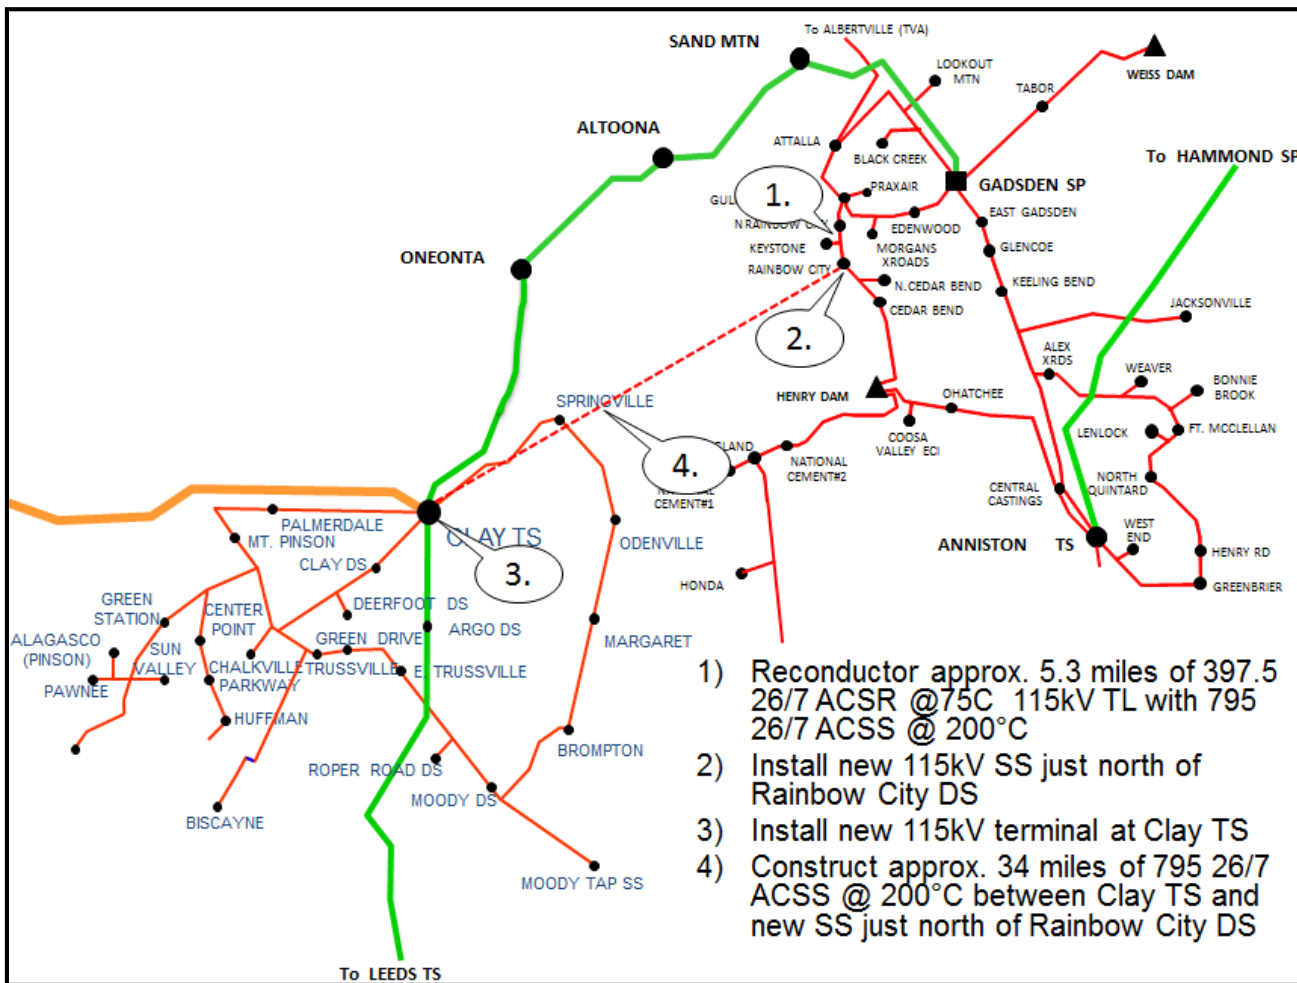 To ALBERTVILLE (TVA)
SAND MTN
LOOKOUT
MTN
WEISS DAM
TABOR
ALTOONA
ATTALLA
BLACK CREEK
To HAMMOND SP
PRAXAIR
GADSDEN SP
1.
EDENWOOD
EAST GADSDEN
KEYSTONE
MORGANS
XROADS
GLENCOE
ONEONTA
RAINBOW CITY
N.CEDAR BEND
KEELING BEND
CEDAR BEND
JACKSONVILLE
2.
ALEX
XRDS
WEAVER
BONNIE
BROOK
SPRINGVILLE
HENRY DAM
OHATCHEE
COOSA
VALLEY ECI
LENLOCK
FT. MCCLELLAN
4.
NATIONAL
CEMENT#2
CEMENT#1
NORTH
QUINTARD
CENTRAL
CASTINGS
PALMERDALE
MT. PINSON
CLAY TS
ODENVILLE
ANNISTON TS
WEST
END
HENRY RD
CLAY DS
3.
HONDA
GREENBRIER
GREEN
STATION
CENTER
POINT
DEERFOOT DS
ARGO DS
ALAGASCO
(PINSON)
SUN
VALLEY
CHALKVILLE
PARKWAY
GREEN DRIVE
TRUSSVILLE
E. TRUSSVILLE
MARGARET
PAWNEE
HUFFMAN
ROPER ROAD DS
BROMPTON
MOODY DS
BISCAYNE
MOODY TAP SS
To LEEDS TS
1) Reconductor approx. 5.3 miles of 397.5
26/7 ACSR @75C 115kV TL with 795
26/7 ACSS @ 200°C
2) Install new 115kV SS just north of
Rainbow City DS
3) Install new 115kV terminal at Clay TS
4) Construct approx. 34 miles of 795 26/7
ACSS @ 200°C between Clay TS and
new SS just north of Rainbow City DS